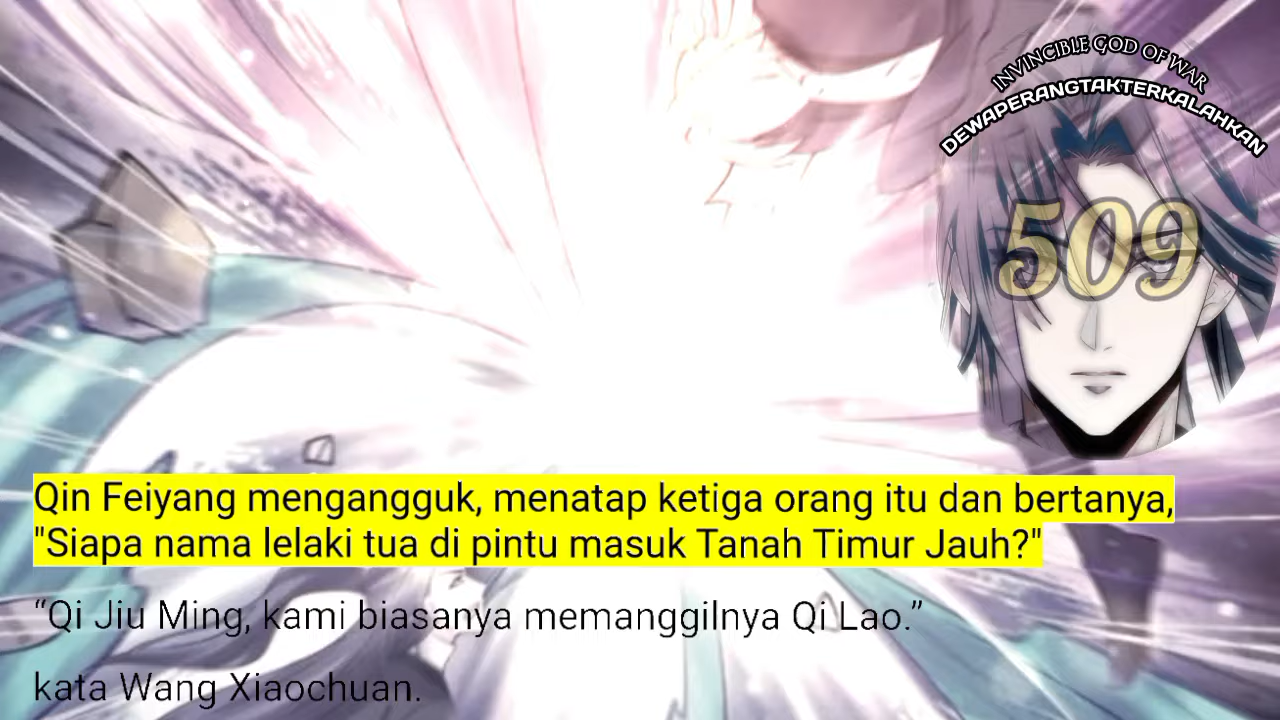 INVINCIBLE GOD OF WAR
DEWAPERANGTAKTERKALAHKAN
509
Qin Feiyang mengangguk, menatap ketiga orang itu dan bertanya,
"Siapa nama lelaki tua di pintu masuk Tanah Timur Jauh?"
“Qi Jiu Ming, kami biasanya memanggilnya Qi Lao.”
kata Wang Xiaochuan.